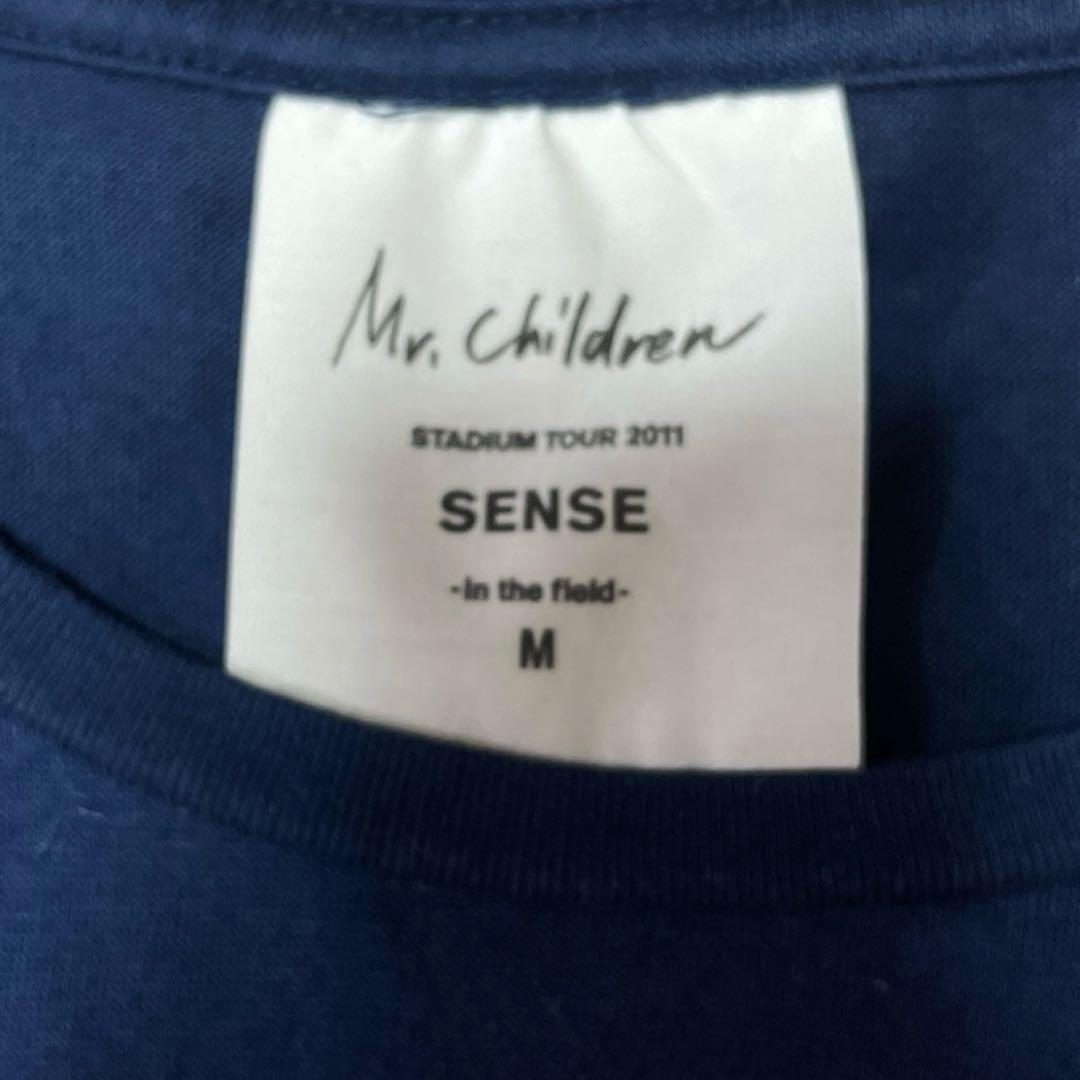 Mr. Children
STADIUM TOUR 2011
SENSE
-in the field-
M